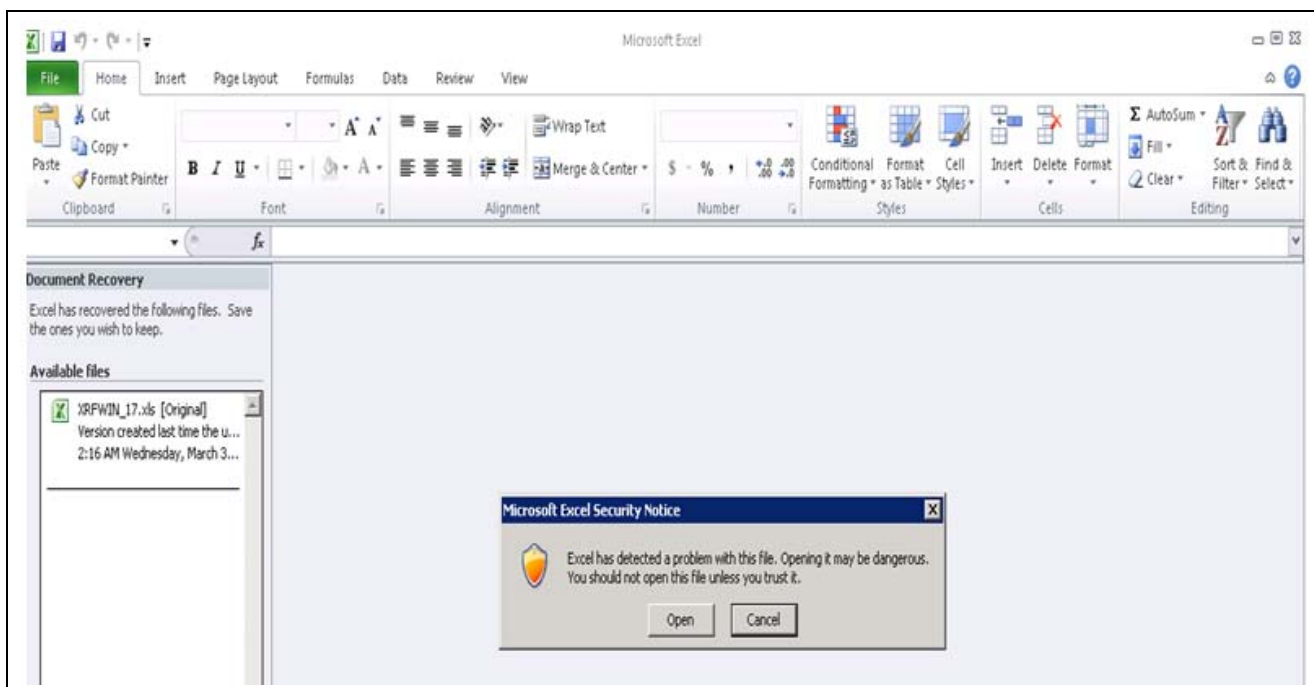 Microsoft Excel
File Home Insert Page Layout Formulas Data Review View
Cut
Copy
Format Painter
Paste
Clipboard
B I U
A A
A
Font
Wrap Text
Merge & Center
Alignment
$ % ,
.0 .00
.00 .0
Number
Conditional Formatting
Format as Table
Cell Styles
Styles
Insert Delete Format
Cells
Σ AutoSum
Fill
Clear
Sort & Filter
Find & Select
Editing
fx
Document Recovery
Excel has recovered the following files. Save
the ones you wish to keep.
Available files
XRFWIN_17.xls [Original]
Version created last time the u...
2:16 AM Wednesday, March 3...
Microsoft Excel Security Notice
Excel has detected a problem with this file. Opening it may be dangerous.
You should not open this file unless you trust it.
Open Cancel